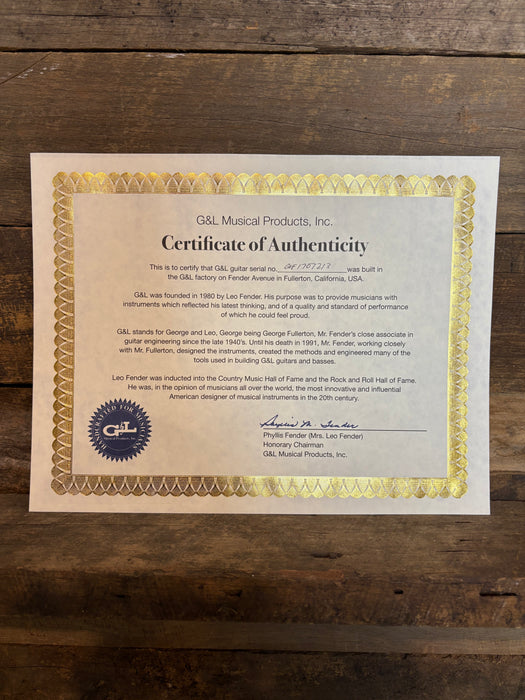 G&L Musical Products, Inc.
Certificate of Authenticity
This is to certify that G&L guitar serial no. was built in
the G&L factory on Fender Avenue in Fullerton, California, USA.
G&L was founded in 1980 by Leo Fender. His purpose was to provide musicians with
instruments which reflected his latest thinking, and of a quality and standard of performance
of which he could feel proud.
G&L stands for George and Leo, George being George Fullerton, Mr. Fender's close associate in
guitar engineering since the late 1940's. Until his death in 1991, Mr. Fender, working closely
with Mr. Fullerton, designed the instruments, created the methods and engineered many of the
tools used in building G&L guitars and basses.
Leo Fender was inducted into the Country Music Hall of Fame and the Rock and Roll Hall of Fame.
He was, in the opinion of musicians all over the world, the most innovative and influential
American designer of musical instruments in the 20th century.
G&L
Musical Products, Inc.
Phyllis M. Fender
Phyllis Fender (Mrs. Leo Fender)
Honorary Chairman
G&L Musical Products, Inc.